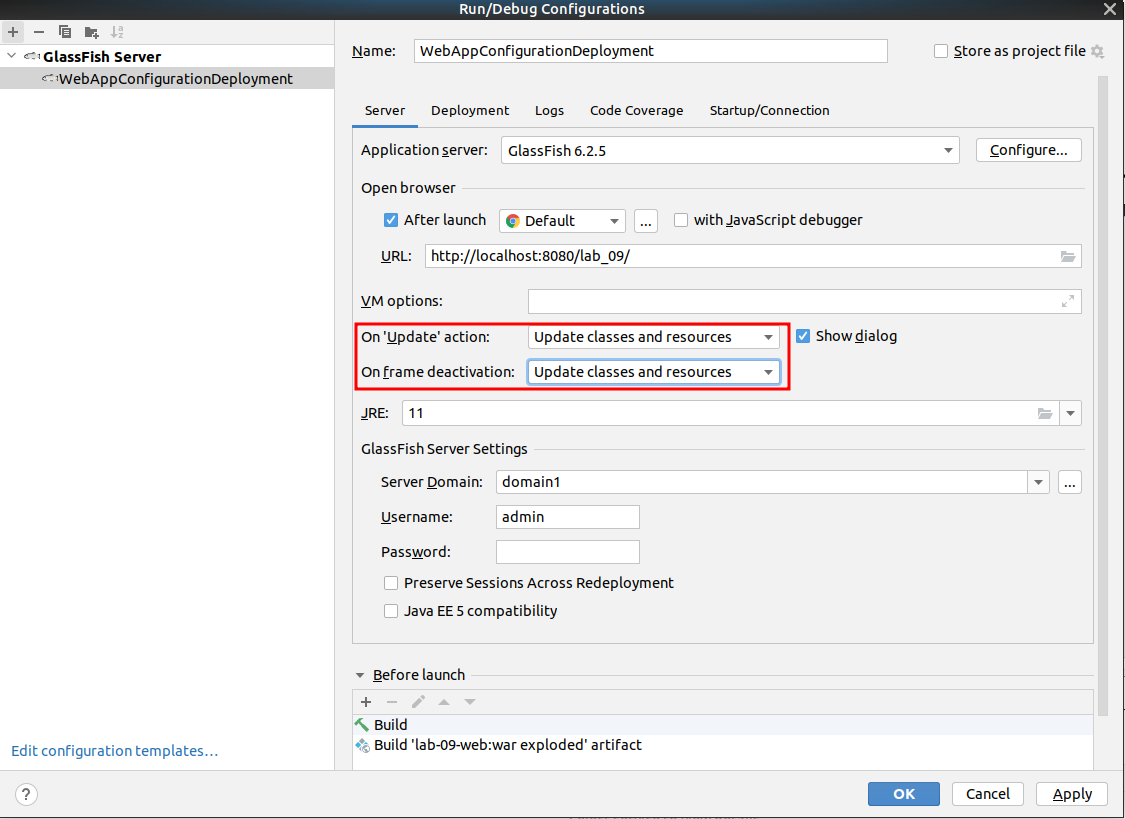 Run/Debug Configurations
GlassFish Server
WebAppConfigurationDeployment
Edit configuration templates...
Name: WebAppConfigurationDeployment Store as project file
Server Deployment Logs Code Coverage Startup/Connection
Application server: GlassFish 6.2.5 Configure...
Open browser
After launch Default ... with JavaScript debugger
URL: http://localhost:8080/lab_09/
VM options:
On 'Update' action: Update classes and resources Show dialog
On frame deactivation: Update classes and resources
JRE: 11
GlassFish Server Settings
Server Domain: domain1 ...
Username: admin
Password:
Preserve Sessions Across Redeployment
Java EE 5 compatibility
Before launch
Build
Build 'lab-09-web:war exploded' artifact
? OK Cancel Apply